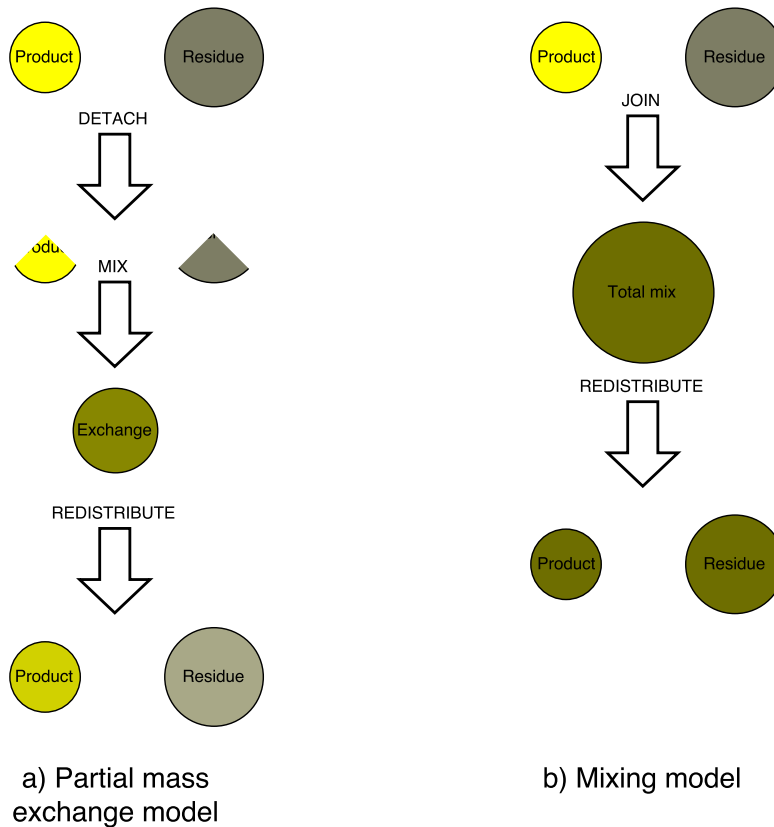 Product
Residue
DETACH
oduc
MIX
Exchange
REDISTRIBUTE
Product
Residue
a) Partial mass
exchange model
Product
Residue
JOIN
Total mix
REDISTRIBUTE
Product
Residue
b) Mixing model